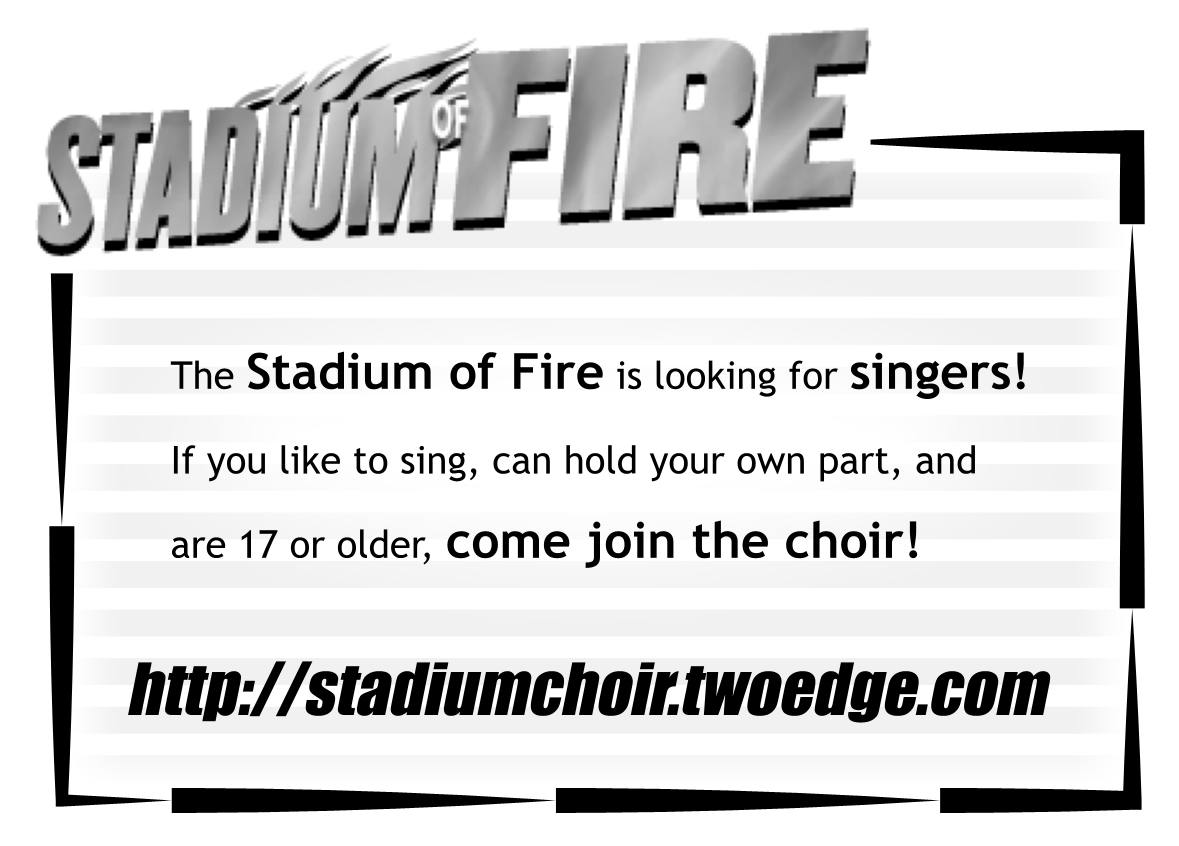 STADIUM OF FIRE
The Stadium of Fire is looking for singers!
If you like to sing, can hold your own part, and
are 17 or older, come join the choir!
http://stadiumchoir.twoedge.com